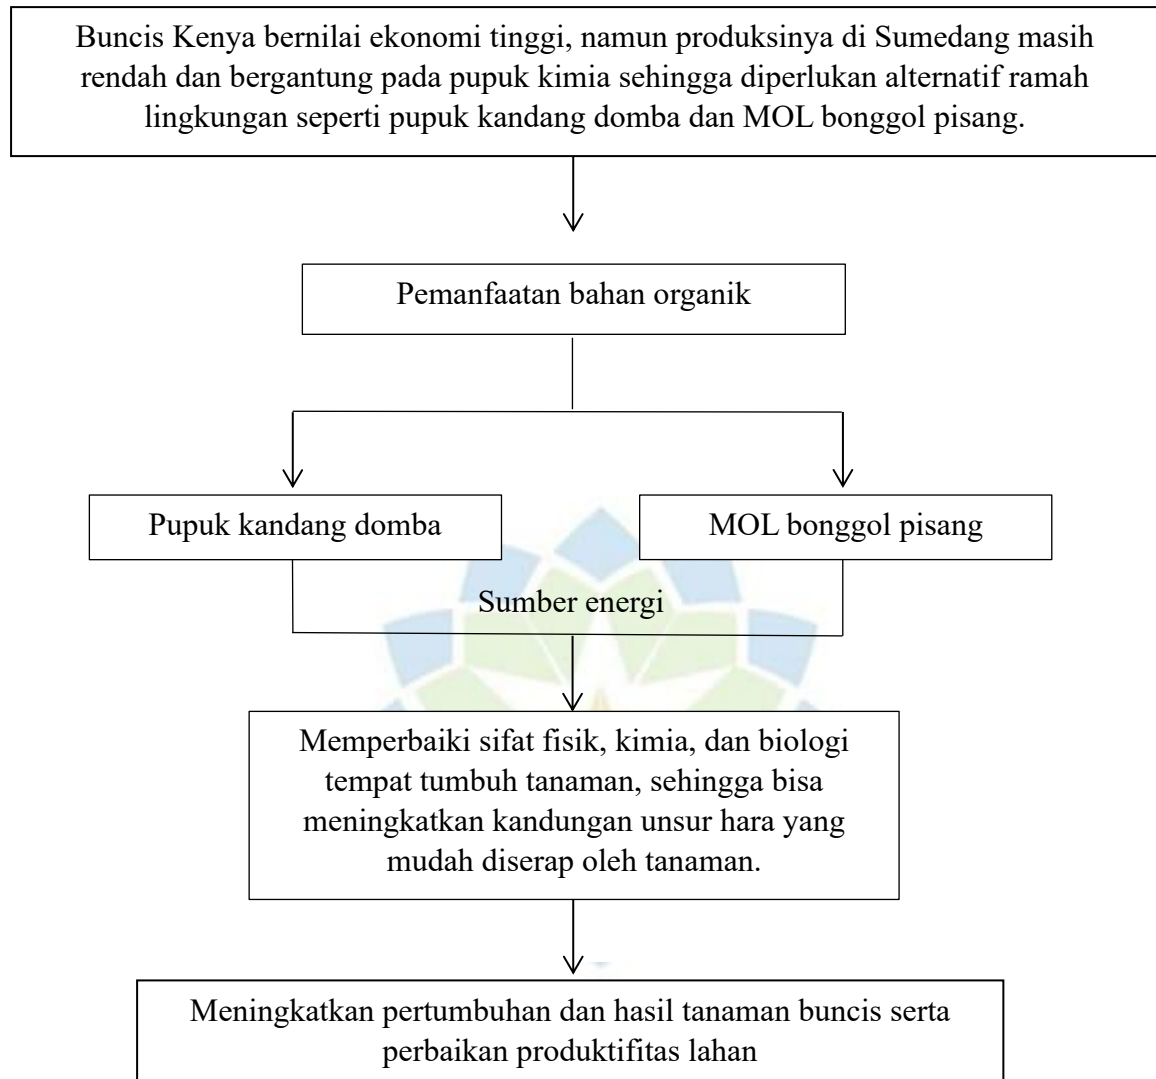 Buncis Kenya bernilai ekonomi tinggi, namun produksinya di Sumedang masih
rendah dan bergantung pada pupuk kimia sehingga diperlukan alternatif ramah
lingkungan seperti pupuk kandang domba dan MOL bonggol pisang.
Pemanfaatan bahan organik
Pupuk kandang domba
MOL bonggol pisang
Sumber energi
Memperbaiki sifat fisik, kimia, dan biologi
tempat tumbuh tanaman, sehingga bisa
meningkatkan kandungan unsur hara yang
mudah diserap oleh tanaman.
Meningkatkan pertumbuhan dan hasil tanaman buncis serta
perbaikan produktifitas lahan